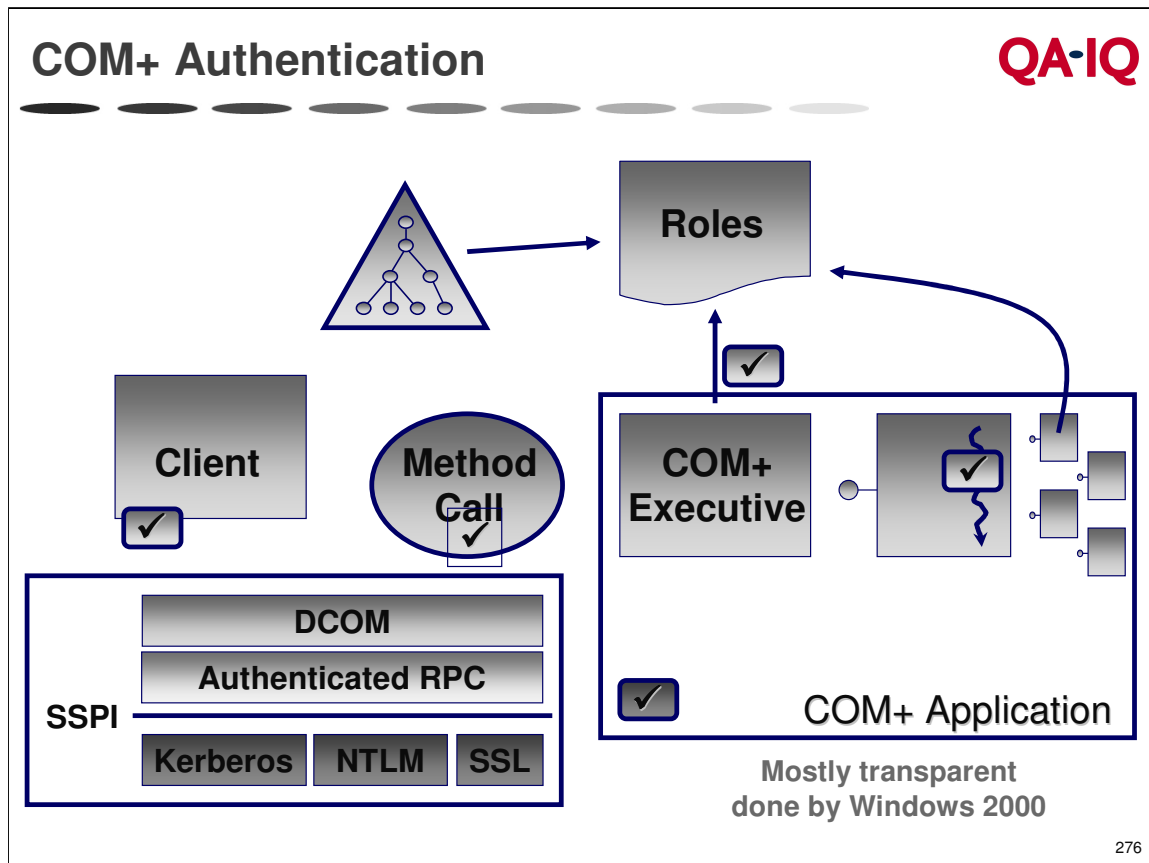 COM+ Authentication
QA-IQ
Roles
Client
Method
Call
COM+
Executive
DCOM
Authenticated RPC
SSPI
Kerberos
NTLM
SSL
COM+ Application
Mostly transparent
done by Windows 2000
276